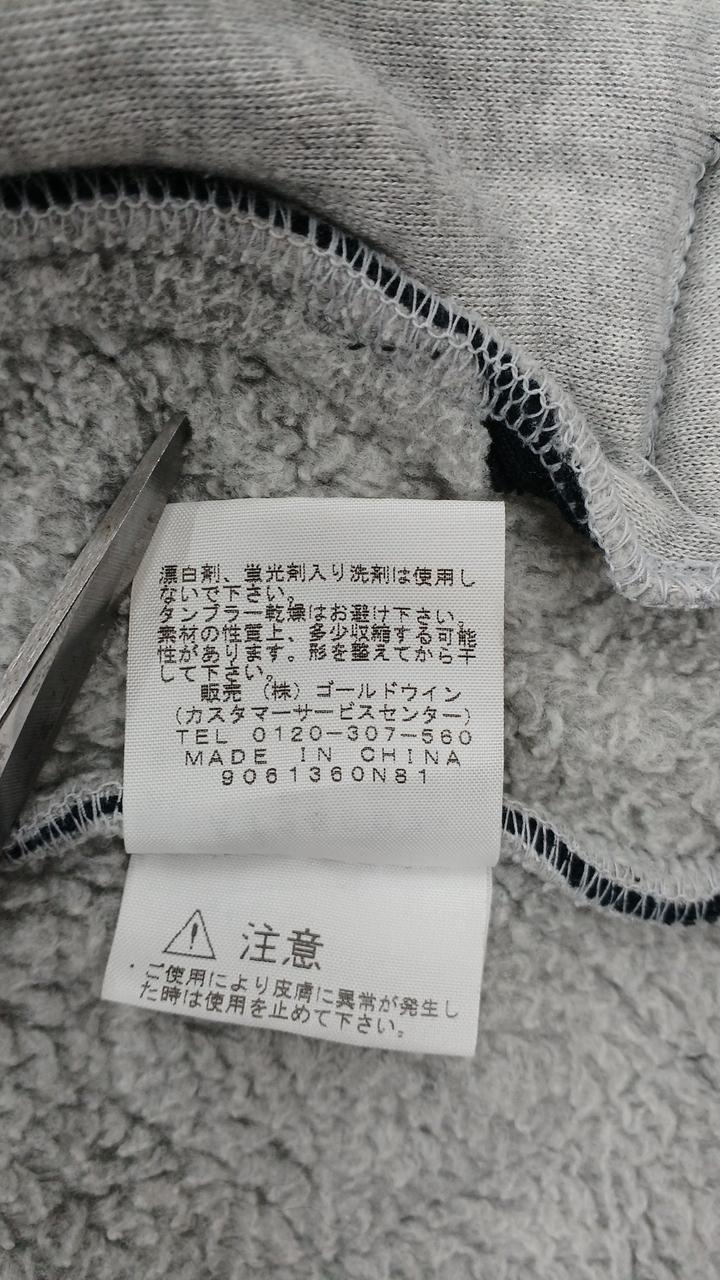 漂白剤、蛍光剤入り洗剤は使用し
ないで下さい。
タンブラー乾燥はお避け下さい。
素材の性質上、多少収縮する可能
性があります。形を整えてから干
して下さい。
販売 （株）ゴールドウイン
（カスタマーサービスセンター）
TEL 0120-307-560
MADE IN CHINA
9061360N81
注意
・ご使用により皮膚に異常が発生し
た時は使用を止めて下さい。